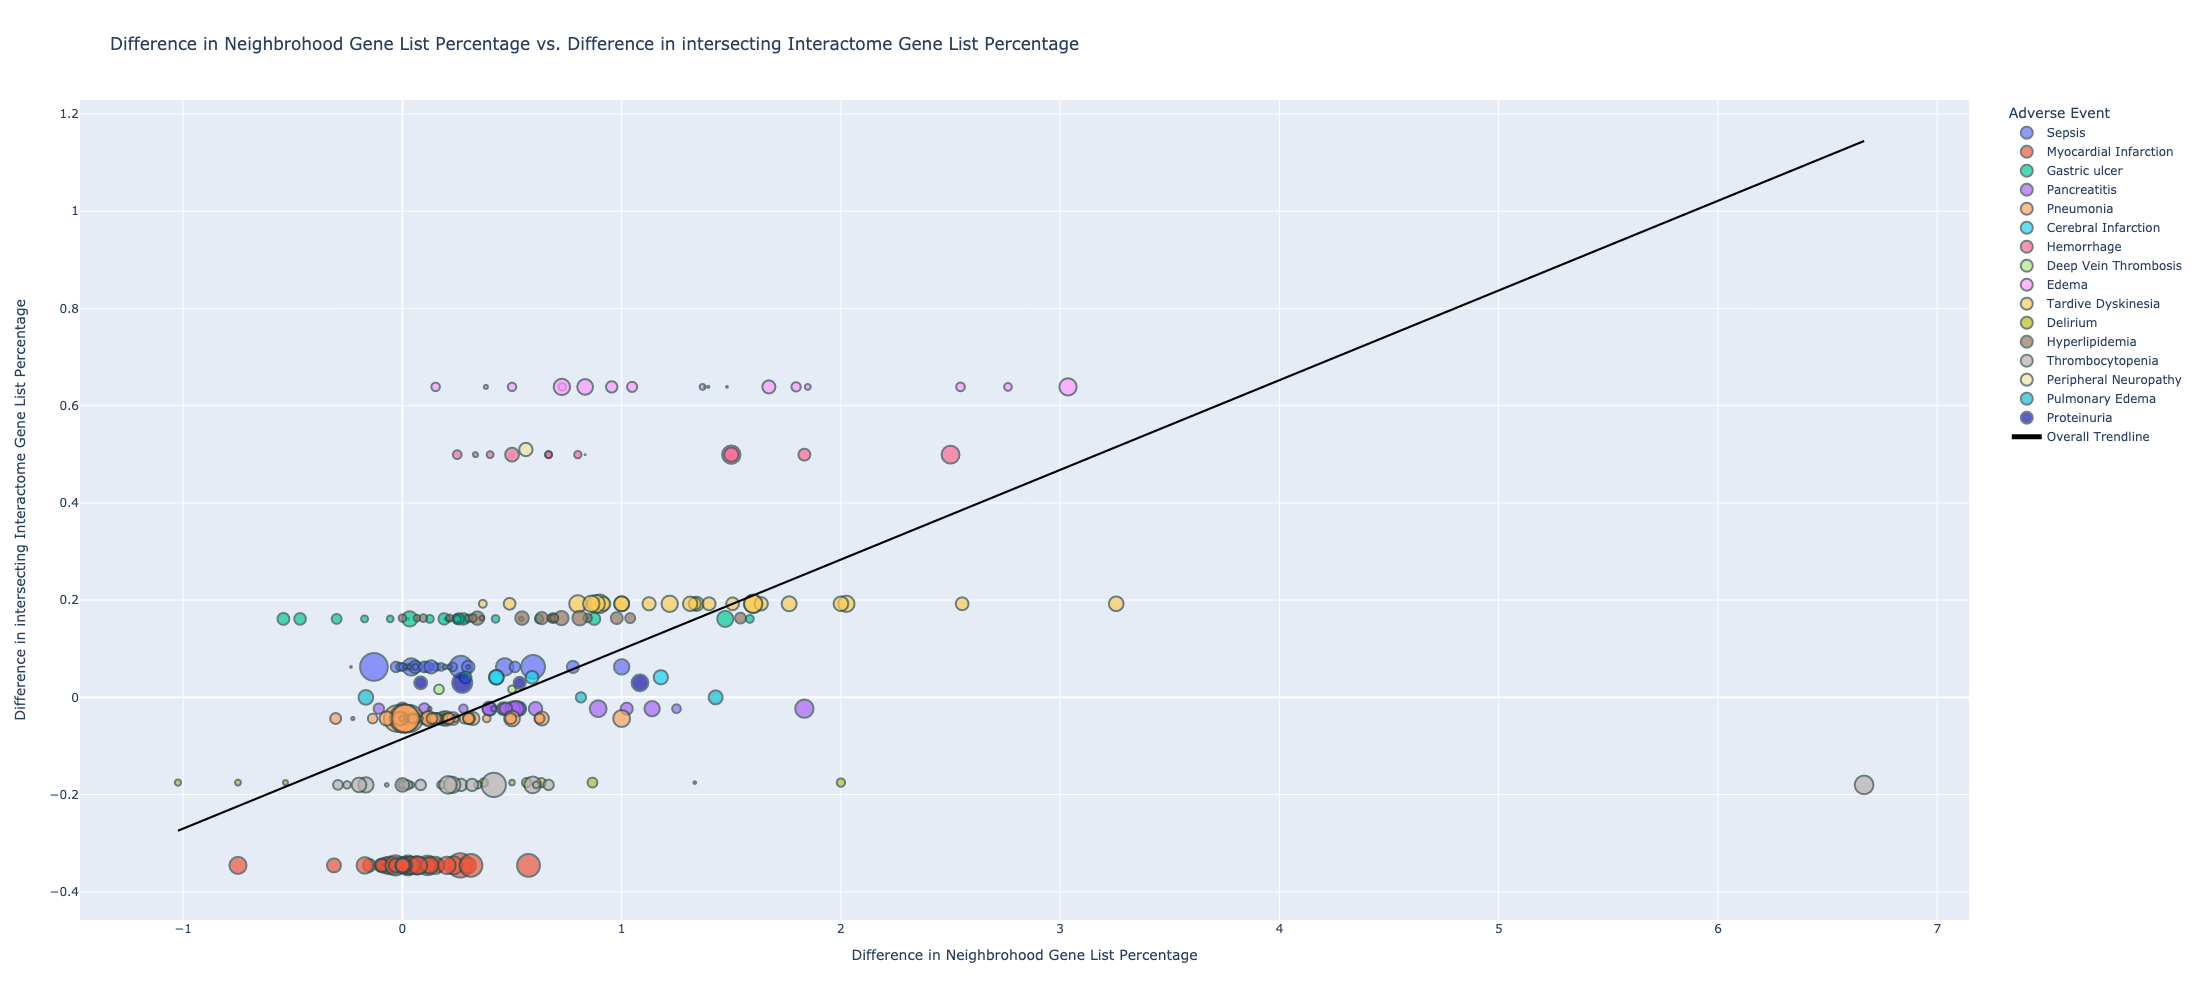 Difference in Neighbrohood Gene List Percentage vs. Difference in intersecting Interactome Gene List Percentage
Difference in intersecting Interactome Gene List Percentage
1.2
1
0.8
0.6
0.4
0.2
0
−0.2
−0.4
−1
0
1
2
3
4
5
6
7
Difference in Neighbrohood Gene List Percentage
Adverse Event
Sepsis
Myocardial Infarction
Gastric ulcer
Pancreatitis
Pneumonia
Cerebral Infarction
Hemorrhage
Deep Vein Thrombosis
Edema
Tardive Dyskinesia
Delirium
Hyperlipidemia
Thrombocytopenia
Peripheral Neuropathy
Pulmonary Edema
Proteinuria
Overall Trendline